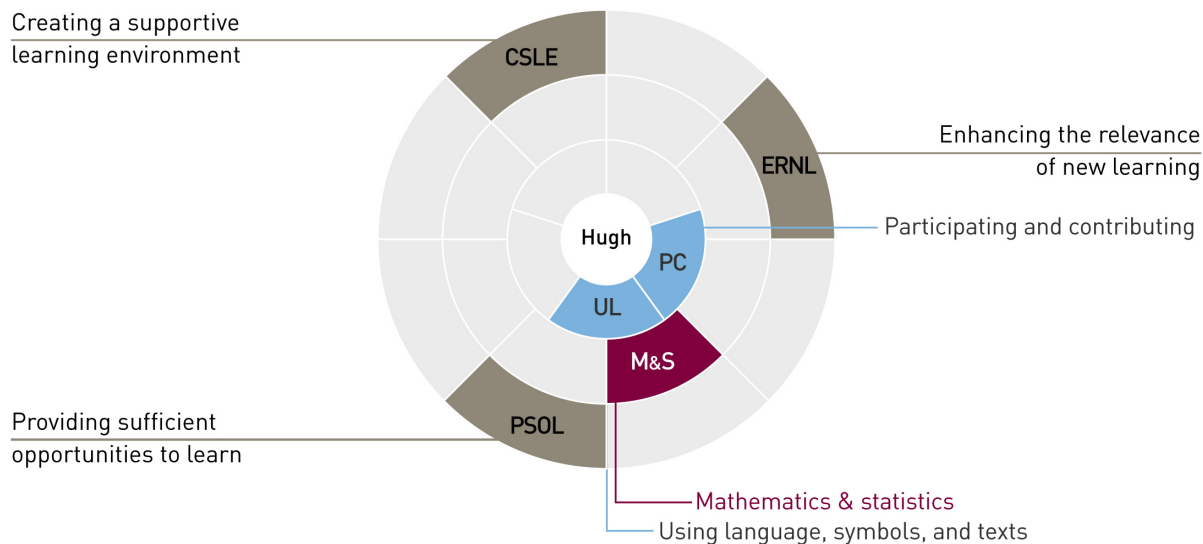 Creating a supportive
learning environment
CSLE
Enhancing the relevance
of new learning
ERNL
Participating and contributing
Hugh
PC
UL
M&S
Providing sufficient
opportunities to learn
PSOL
Mathematics & statistics
Using language, symbols, and texts